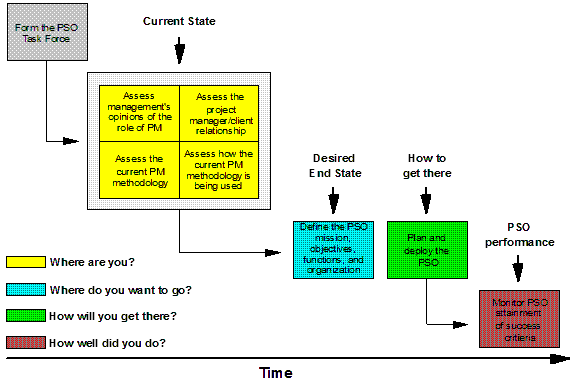 Form the PSO
Task Force
Current State
Assess
management's
opinions of the
role of PM
Assess the
project
manager/client
relationship
Assess the
current PM
methodology
Assess how the
current PM
methodology is
being used
Desired
End State
How to
get there
Define the PSO
mission,
objectives,
functions, and
organization
Plan and
deploy the
PSO
PSO
performance
Monitor PSO
attainment
of success
critieria
Where are you?
Where do you want to go?
How will you get there?
How well did you do?
Time